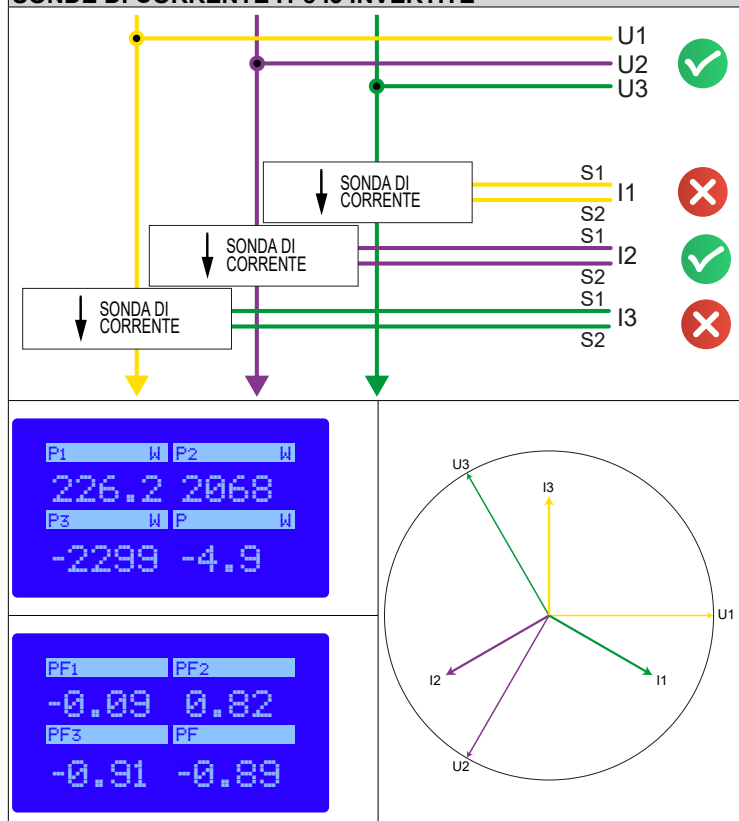 U1
U2
U3
SONDA DI
CORRENTE
S1
I1
S2
SONDA DI
CORRENTE
S1
I2
S2
SONDA DI
CORRENTE
S1
I3
S2
P1 W P2 W
226.2 2068
P3 W P W
-2299 -4.9
PF1 PF2
-0.09 0.82
PF3 PF
-0.91 -0.89
U3
I3
U1
I2
I1
U2